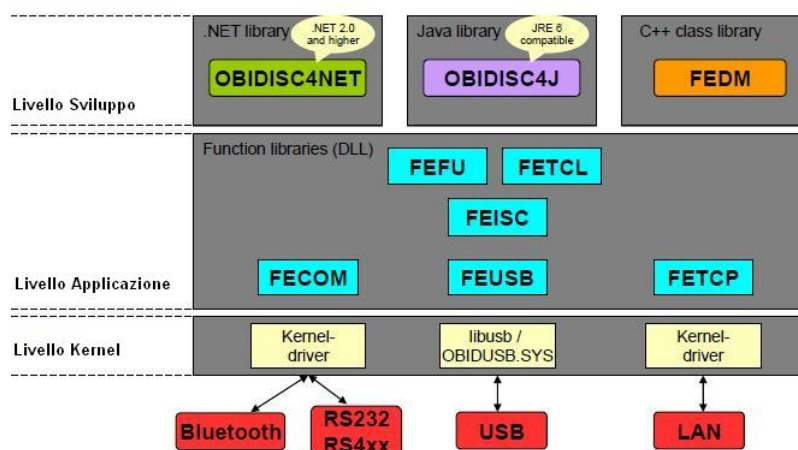 .NET library
.NET 2.0
and higher
OBIDISC4NET
Java library
JRE 6
compatible
OBIDISC4J
C++ class library
FEDM
Livello Sviluppo
Function libraries (DLL)
FEFU
FETCL
FEISC
Livello Applicazione
FECOM
FEUSB
FETCP
Livello Kernel
Kernel-
driver
libusb /
OBIDUSB.SYS
Kernel-
driver
Bluetooth
RS232
RS4xx
USB
LAN